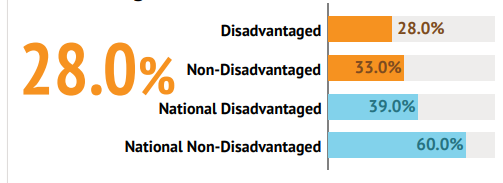 Disadvantaged 28.0%
28.0%
Non-Disadvantaged 33.0%
National Disadvantaged 39.0%
National Non-Disadvantaged 60.0%